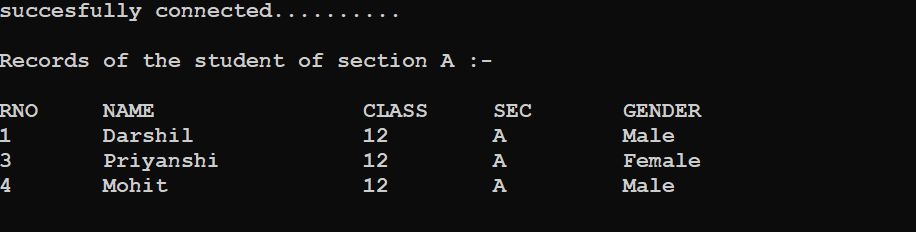 succesfully connected..........
Records of the student of section A :-
RNO NAME CLASS SEC GENDER
1 Darshil 12 A Male
3 Priyanshi 12 A Female
4 Mohit 12 A Male